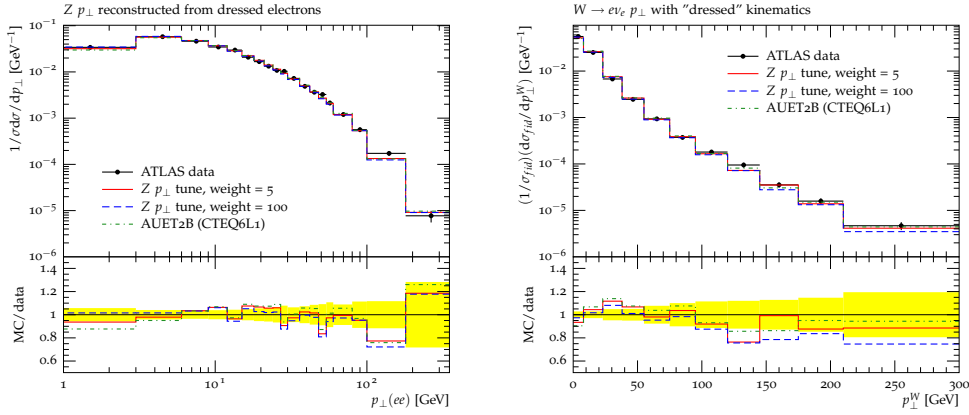 Z p⊥ reconstructed from dressed electrons
1/σdσ/dp⊥ [GeV⁻¹]
10⁻¹
10⁻²
10⁻³
10⁻⁴
10⁻⁵
10⁻⁶
ATLAS data
Z p⊥ tune, weight = 5
Z p⊥ tune, weight = 100
AUET2B (CTEQ6L1)
MC/data
1.4
1.2
1
0.8
0.6
1
10¹
10²
p⊥(ee) [GeV]
W → eνₑ p⊥ with ”dressed” kinematics
(1/σfid)(dσfid/dp⊥ᵂ) [GeV⁻¹]
10⁻¹
10⁻²
10⁻³
10⁻⁴
10⁻⁵
10⁻⁶
ATLAS data
Z p⊥ tune, weight = 5
Z p⊥ tune, weight = 100
AUET2B (CTEQ6L1)
MC/data
1.4
1.2
1
0.8
0.6
0 50 100 150 200 250 300
p⊥ᵂ [GeV]